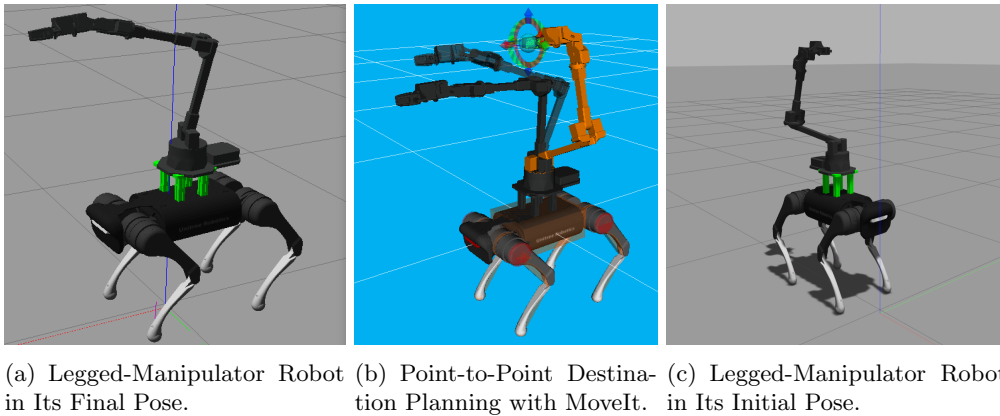 (a) Legged-Manipulator Robot
in Its Final Pose.
(b) Point-to-Point Destina-
tion Planning with MoveIt.
(c) Legged-Manipulator Robot
in Its Initial Pose.